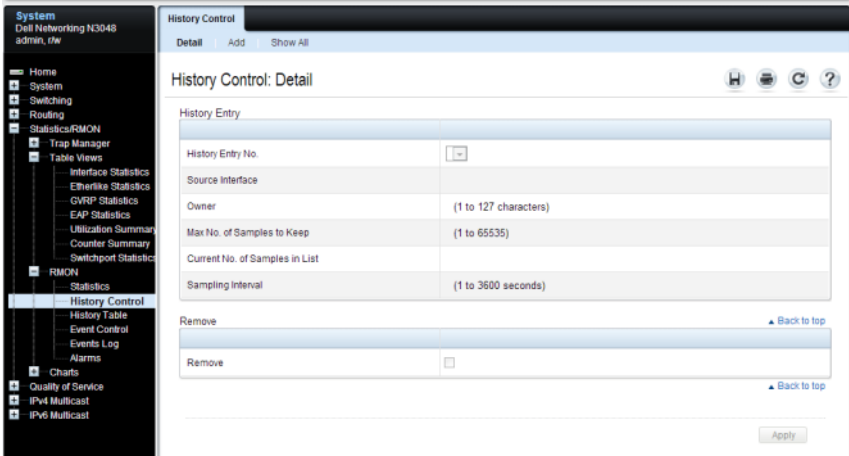 System
Dell Networking N3048
admin, r/w
Home
System
Switching
Routing
Statistics/RMON
Trap Manager
Table Views
Interface Statistics
Etherlike Statistics
GVRP Statistics
EAP Statistics
Utilization Summary
Counter Summary
Switchport Statistics
RMON
Statistics
History Control
History Table
Event Control
Events Log
Alarms
Charts
Quality of Service
IPv4 Multicast
IPv6 Multicast
History Control
Detail Add Show All
History Control: Detail
?
History Entry
History Entry No.
Source Interface
Owner (1 to 127 characters)
Max No. of Samples to Keep (1 to 65535)
Current No. of Samples in List
Sampling Interval (1 to 3600 seconds)
Remove Back to top
Remove
Back to top
Apply